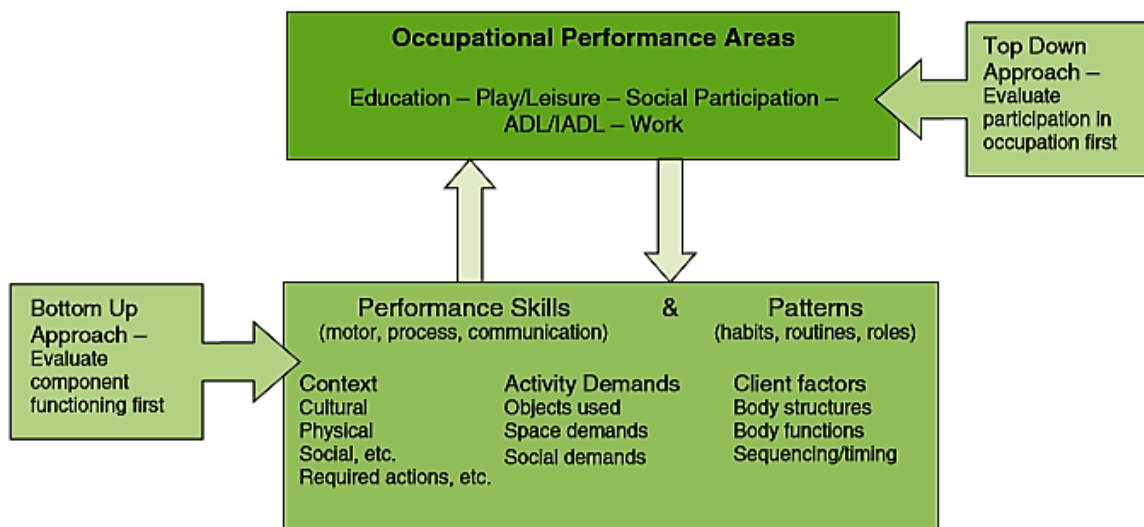 Occupational Performance Areas
Education – Play/Leisure – Social Participation –
ADL/IADL – Work
Top Down
Approach –
Evaluate
participation in
occupation first
Bottom Up
Approach –
Evaluate
component
functioning first
Performance Skills & Patterns
(motor, process, communication) (habits, routines, roles)
Context Activity Demands Client factors
Cultural Objects used Body structures
Physical Space demands Body functions
Social, etc. Social demands Sequencing/timing
Required actions, etc.